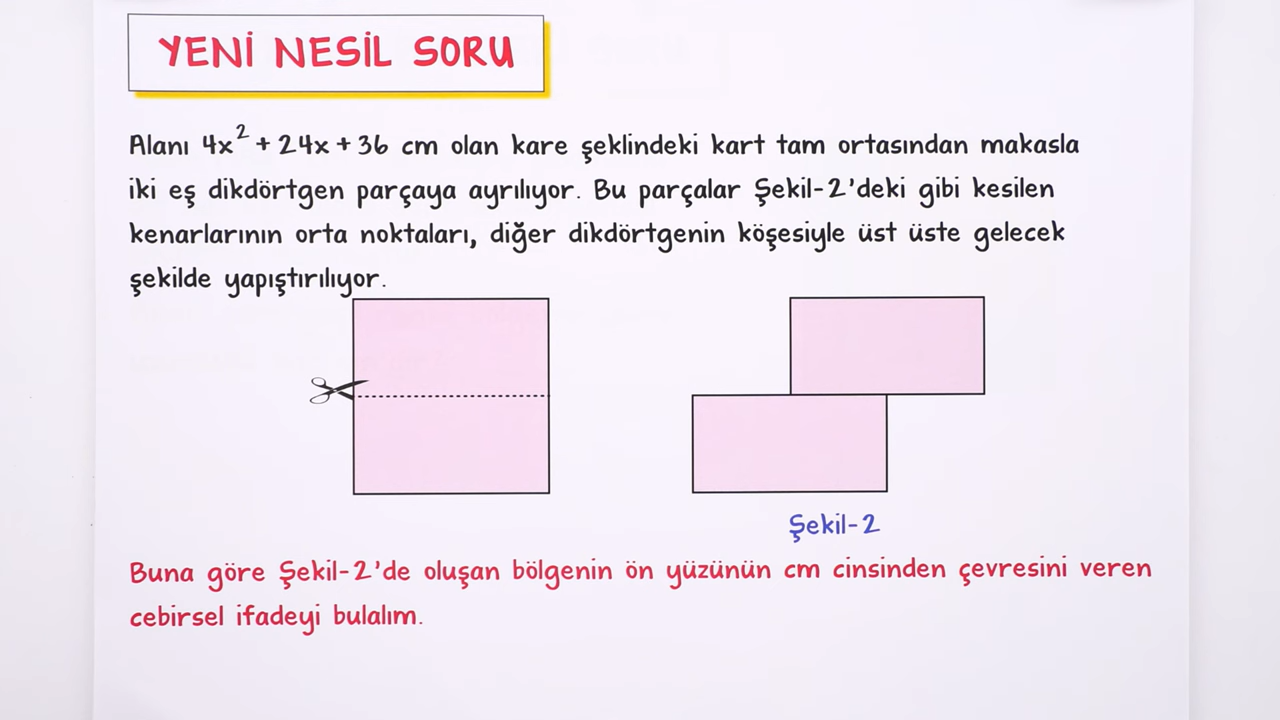 YENİ NESİL SORU
Alanı 4x² + 24x + 36 cm olan kare şeklindeki kart tam ortasından makasla
iki eş dikdörtgen parçaya ayrılıyor. Bu parçalar Şekil-2'deki gibi kesilen
kenarlarının orta noktaları, diğer dikdörtgenin köşesiyle üst üste gelecek
şekilde yapıştırılıyor.
Şekil-2
Buna göre Şekil-2'de oluşan bölgenin ön yüzünün cm cinsinden çevresini veren
cebirsel ifadeyi bulalım.